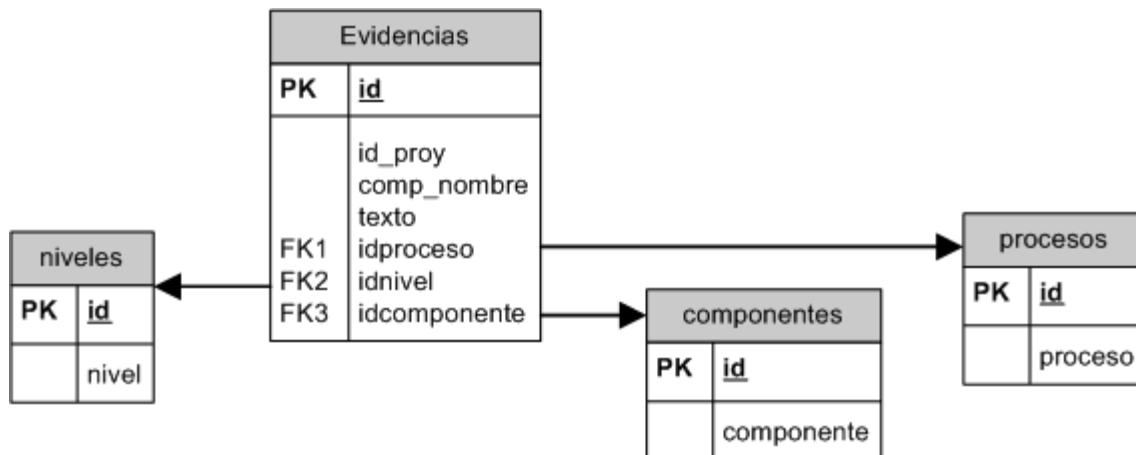 Evidencias
PK id
id_proy
comp_nombre
texto
FK1 idproceso
FK2 idnivel
FK3 idcomponente
niveles
PK id
nivel
componentes
PK id
componente
procesos
PK id
proceso